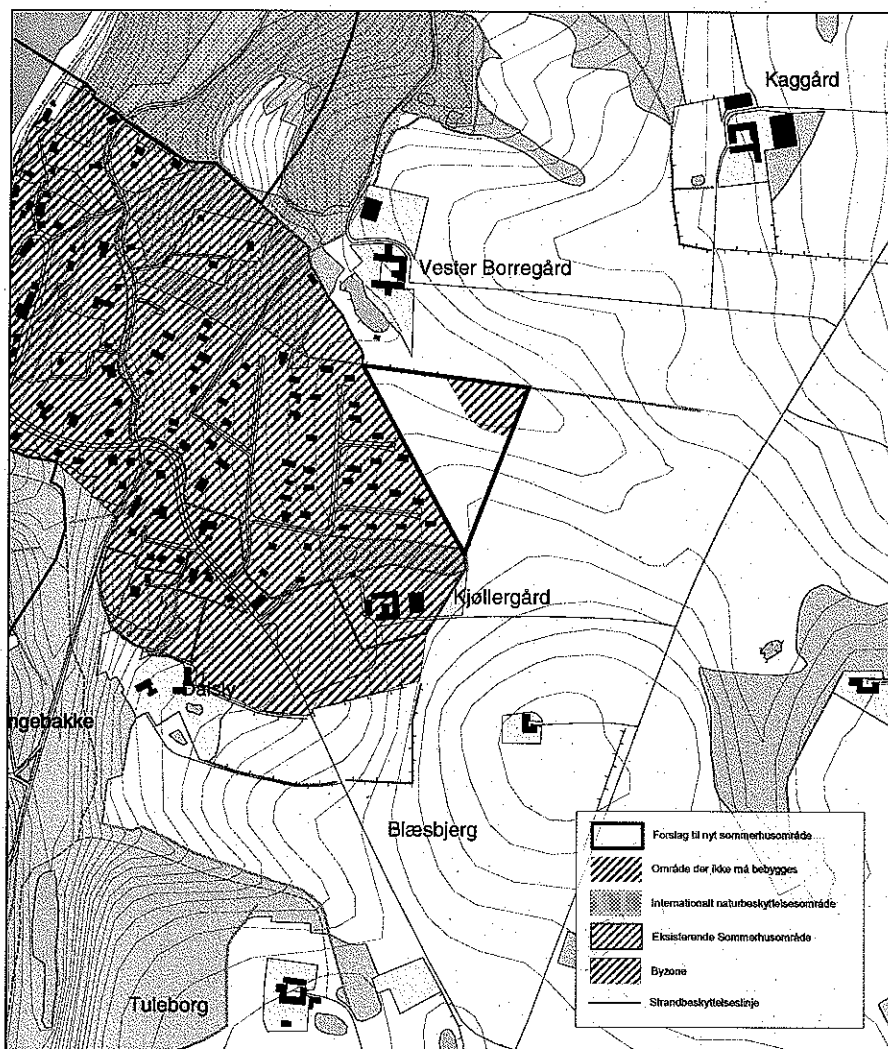 Kaggård
Vester Borregård
Kjøllergård
Dalsly
ngebakke
Blæsbjerg
Tuleborg
Forslag til nyt sommerhusområde
Område der ikke må bebygges
Internationalt naturbeskyttelsesområde
Eksisterende Sommerhusområde
Byzone
Strandbeskyttelseslinje